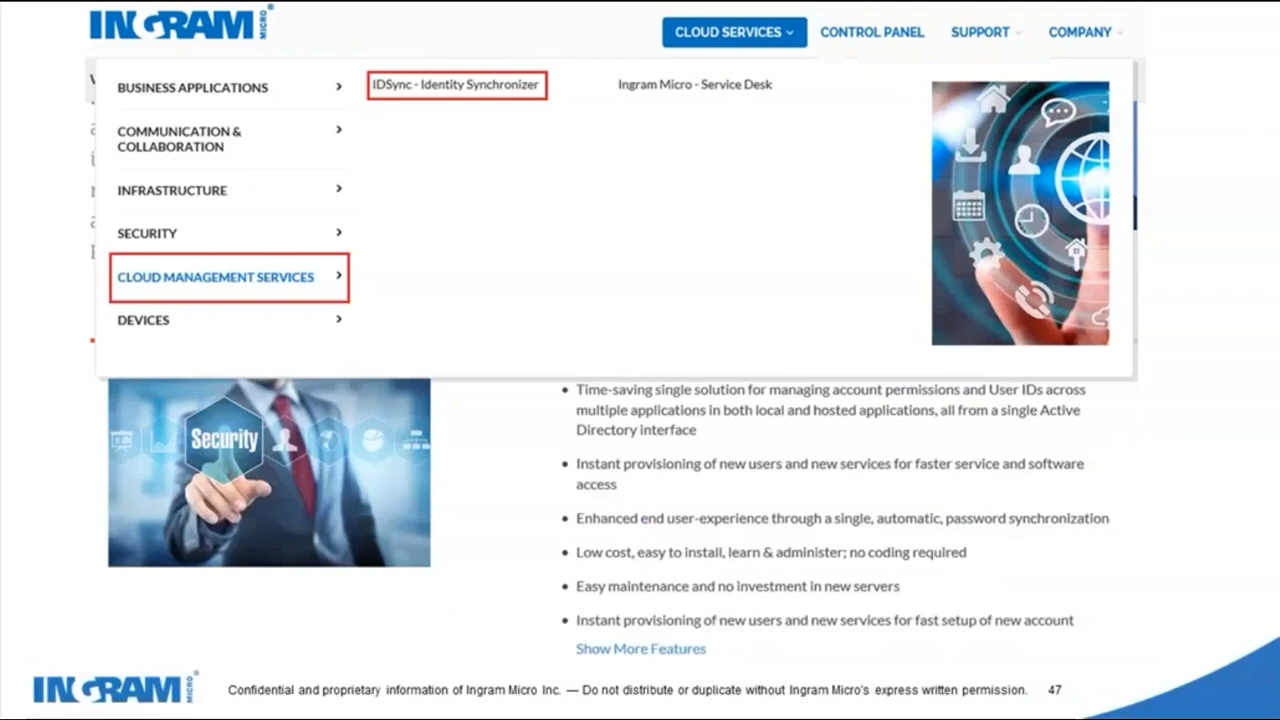 INGRAM MICRO®
CLOUD SERVICES
CONTROL PANEL
SUPPORT
COMPANY
BUSINESS APPLICATIONS
COMMUNICATION &
COLLABORATION
INFRASTRUCTURE
SECURITY
CLOUD MANAGEMENT SERVICES
DEVICES
IDSync - Identity Synchronizer
Ingram Micro - Service Desk
Security
• Time-saving single solution for managing account permissions and User IDs across
multiple applications in both local and hosted applications, all from a single Active
Directory interface
• Instant provisioning of new users and new services for faster service and software
access
• Enhanced end user-experience through a single, automatic, password synchronization
• Low cost, easy to install, learn & administer; no coding required
• Easy maintenance and no investment in new servers
• Instant provisioning of new users and new services for fast setup of new account
Show More Features
INGRAM MICRO®
Confidential and proprietary information of Ingram Micro Inc. — Do not distribute or duplicate without Ingram Micro's express written permission. 47